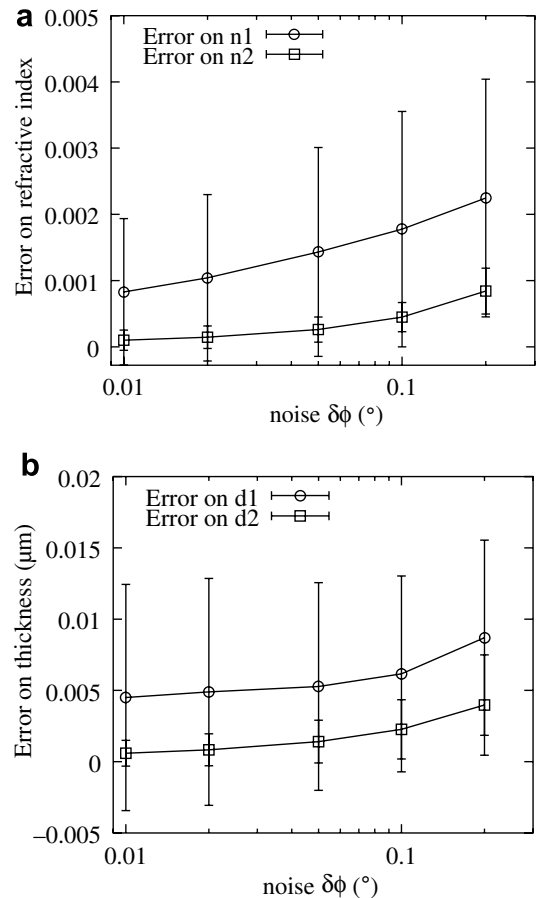 a
0.005
0.004
0.003
0.002
0.001
0
Error on refractive index
Error on n1
Error on n2
0.01
0.1
noise δϕ (°)
b
0.02
0.015
0.01
0.005
0
−0.005
Error on thickness (μm)
Error on d1
Error on d2
0.01
0.1
noise δϕ (°)